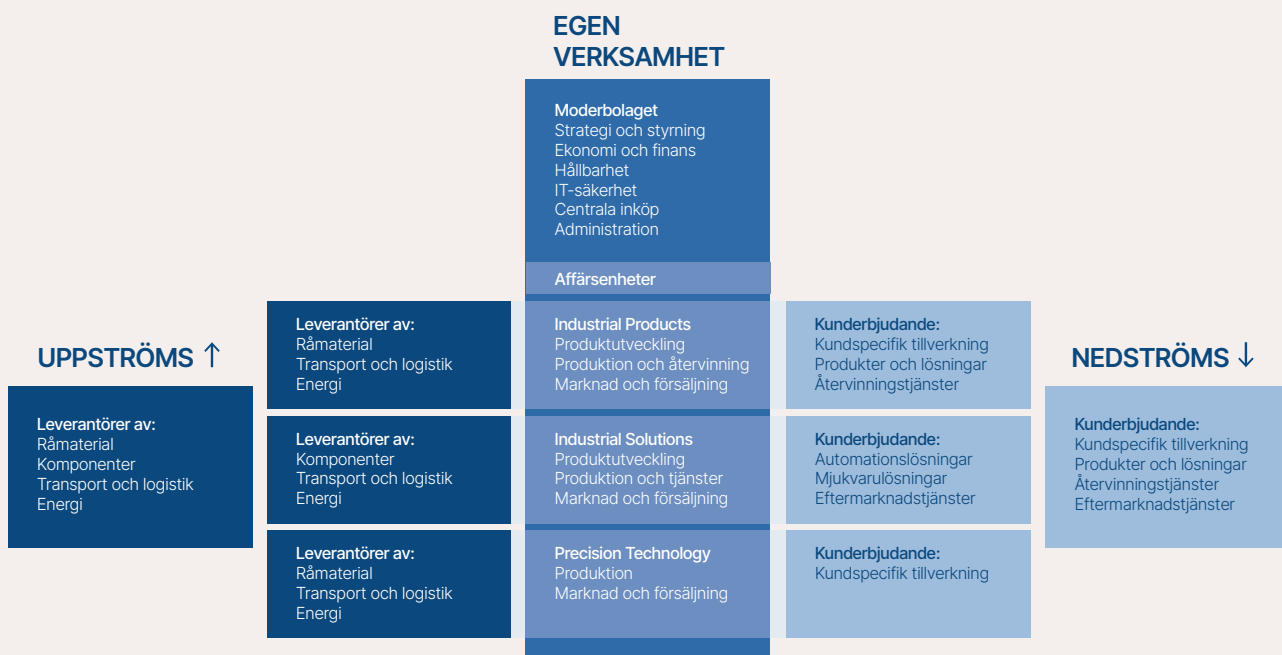 EGEN
VERKSAMHET
Moderbolaget
Strategi och styrning
Ekonomi och finans
Hållbarhet
IT-säkerhet
Centrala inköp
Administration
Affärsenheter
UPPSTRÖMS ↑
Leverantörer av:
Råmaterial
Komponenter
Transport och logistik
Energi
Leverantörer av:
Råmaterial
Transport och logistik
Energi
Industrial Products
Produktutveckling
Produktion och återvinning
Marknad och försäljning
Kunderbjudande:
Kundspecifik tillverkning
Produkter och lösningar
Återvinningstjänster
Leverantörer av:
Komponenter
Transport och logistik
Energi
Industrial Solutions
Produktutveckling
Produktion och tjänster
Marknad och försäljning
Kunderbjudande:
Automationslösningar
Mjukvarulösningar
Eftermarknadstjänster
Leverantörer av:
Råmaterial
Transport och logistik
Energi
Precision Technology
Produktion
Marknad och försäljning
Kunderbjudande:
Kundspecifik tillverkning
NEDSTRÖMS ↓
Kunderbjudande:
Kundspecifik tillverkning
Produkter och lösningar
Återvinningstjänster
Eftermarknadstjänster